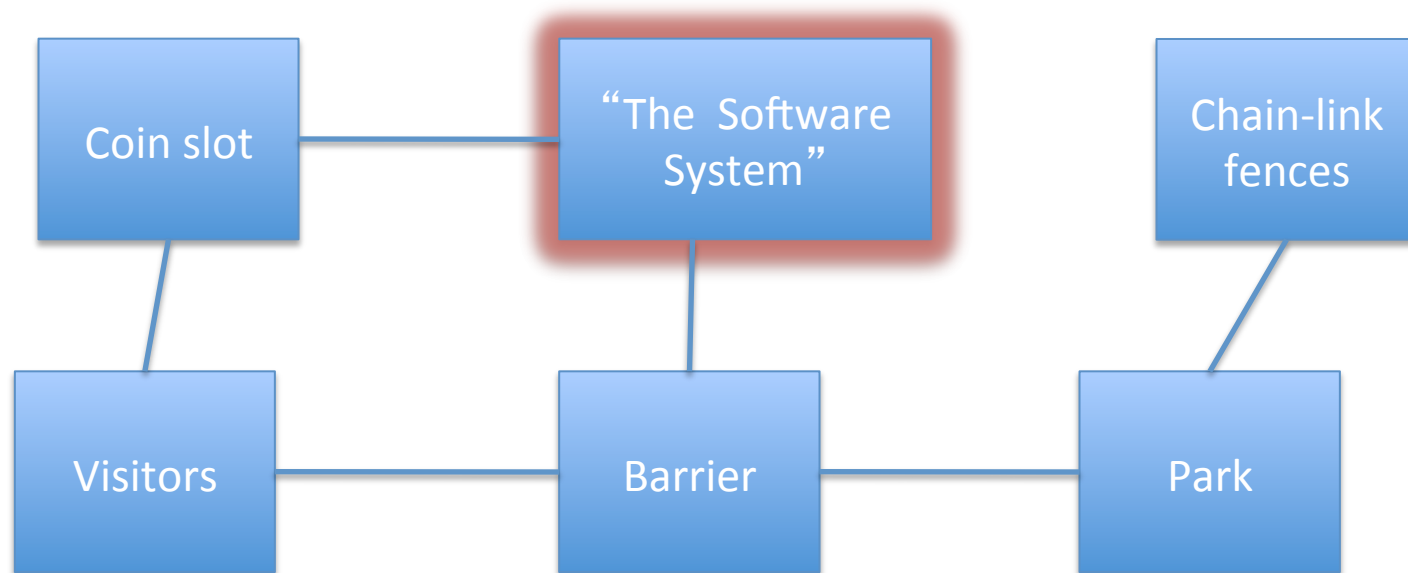 Coin slot
“The Software
System”
Chain-link
fences
Visitors
Barrier
Park